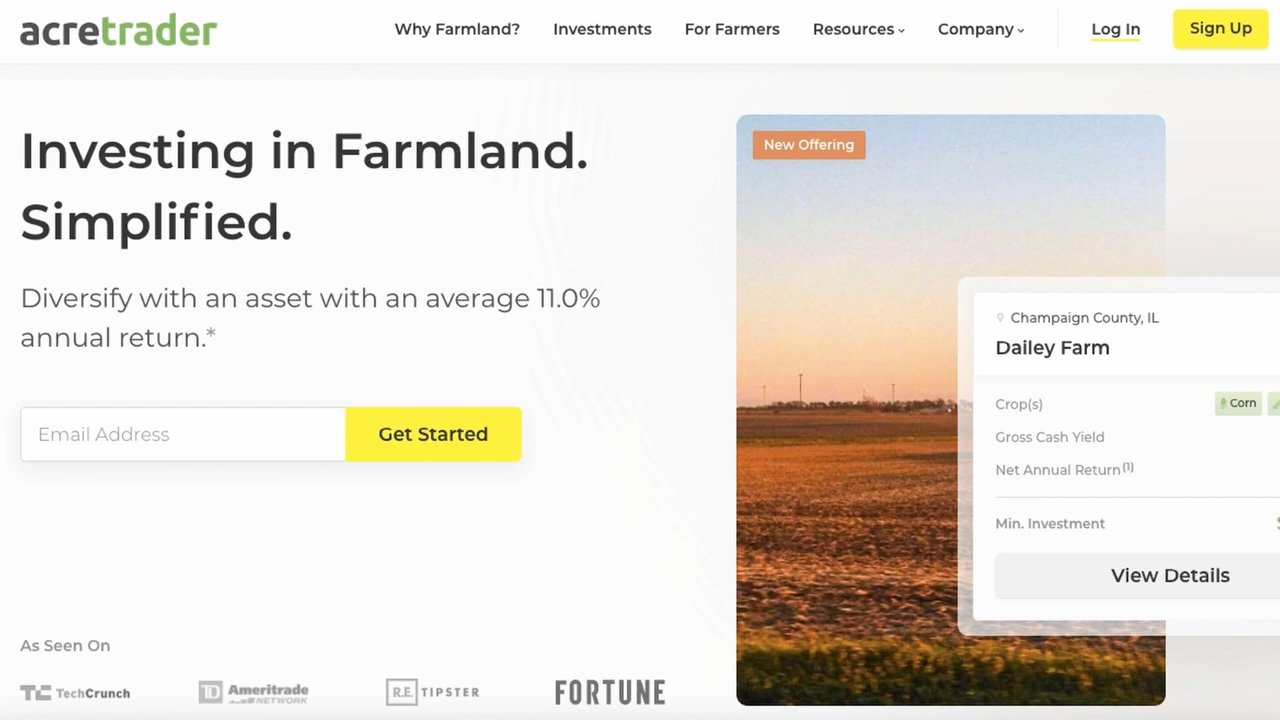 acretrader
Why Farmland?
Investments
For Farmers
Resources
Company
Log In
Sign Up
Investing in Farmland.
Simplified.
Diversify with an asset with an average 11.0%
annual return.*
Email Address
Get Started
As Seen On
TC TechCrunch
TD Ameritrade
NETWORK
R.E. TIPSTER
FORTUNE
New Offering
Champaign County, IL
Dailey Farm
Crop(s)
Corn
Gross Cash Yield
Net Annual Return(1)
Min. Investment
$
View Details